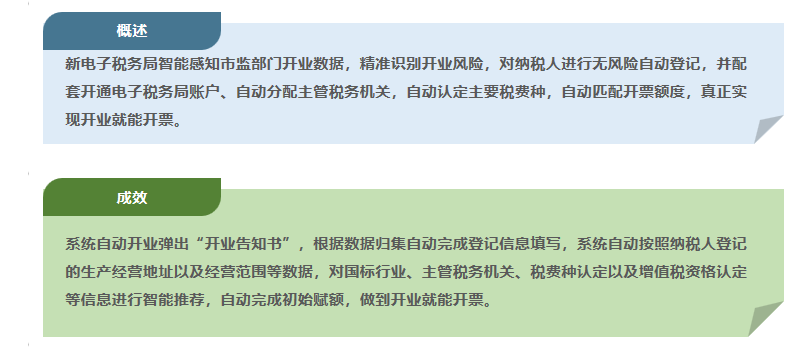 概述
新电子税务局智能感知市监部门开业数据，精准识别开业风险，对纳税人进行无风险自动登记，并配
套开通电子税务局账户、自动分配主管税务机关，自动认定主要税费种，自动匹配开票额度，真正实
现开业就能开票。
成效
系统自动开业弹出“开业告知书”，根据数据归集自动完成登记信息填写，系统自动按照纳税人登记
的生产经营地址以及经营范围等数据，对国标行业、主管税务机关、税费种认定以及增值税资格认定
等信息进行智能推荐，自动完成初始赋额，做到开业就能开票。